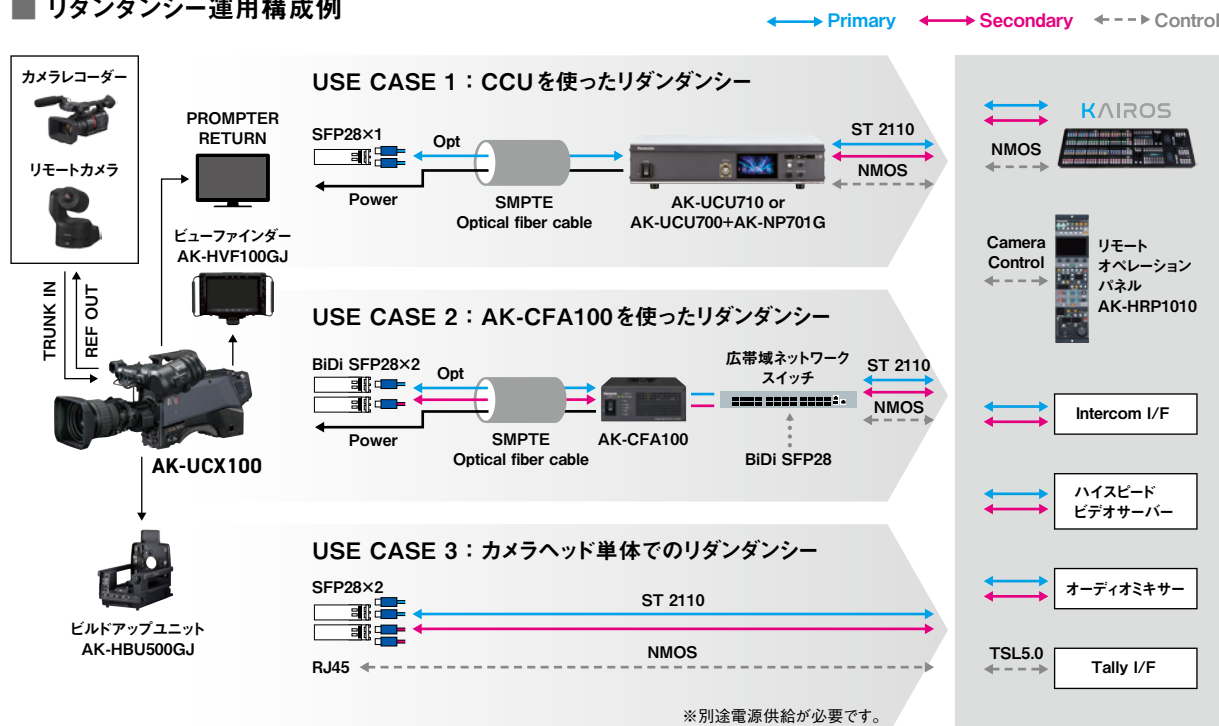 ■ リダンダンシー運用構成例
Primary
Secondary
Control
カメラレコーダー
リモートカメラ
TRUNK IN
REF OUT
PROMPTER
RETURN
ビューファインダー
AK-HVF100GJ
AK-UCX100
ビルドアップユニット
AK-HBU500GJ
USE CASE 1：CCUを使ったリダンダンシー
SFP28×1
Opt
Power
SMPTE
Optical fiber cable
Panasonic
AK-UCU710 or
AK-UCU700+AK-NP701G
ST 2110
NMOS
USE CASE 2：AK-CFA100を使ったリダンダンシー
BiDi SFP28×2
Opt
Power
SMPTE
Optical fiber cable
AK-CFA100
広帯域ネットワーク
スイッチ
BiDi SFP28
ST 2110
NMOS
USE CASE 3：カメラヘッド単体でのリダンダンシー
SFP28×2
ST 2110
NMOS
RJ45
※別途電源供給が必要です。
KAIROS
NMOS
Camera
Control
リモート
オペレーション
パネル
AK-HRP1010
Intercom I/F
ハイスピード
ビデオサーバー
オーディオミキサー
TSL5.0
Tally I/F